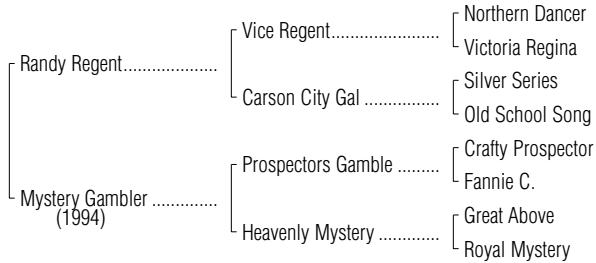 Northern Dancer
Vice Regent.......................
Victoria Regina
Randy Regent....................
Silver Series
Carson City Gal ................
Old School Song
Crafty Prospector
Prospectors Gamble .........
Fannie C.
Mystery Gambler ..............
(1994)
Great Above
Heavenly Mystery .............
Royal Mystery